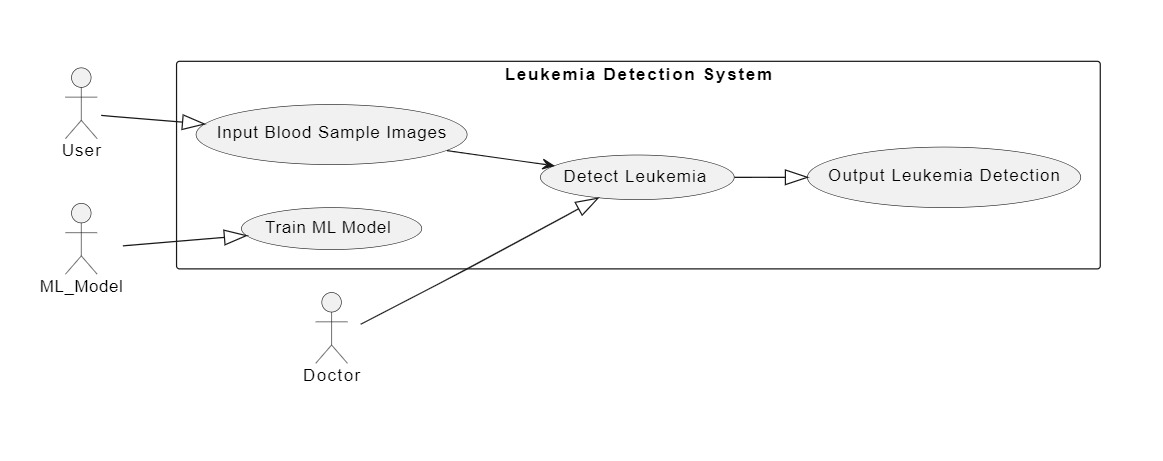 Leukemia Detection System
User
Input Blood Sample Images
Detect Leukemia
Output Leukemia Detection
Train ML Model
ML_Model
Doctor